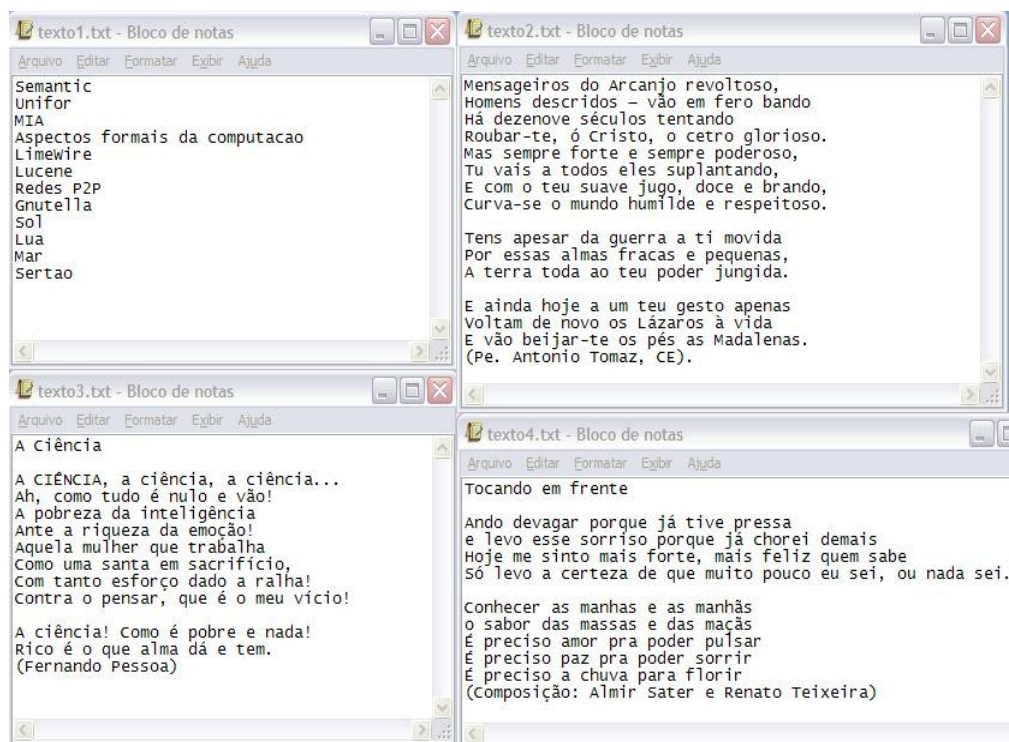 texto1.txt - Bloco de notas
Arquivo Editar Formatar Exibir Ajuda
Semantic
Unifor
MIA
Aspectos formais da computacao
LimeWire
Lucene
Redes P2P
Gnutella
Sol
Lua
Mar
Sertao
texto2.txt - Bloco de notas
Arquivo Editar Formatar Exibir Ajuda
Mensageiros do Arcanjo revoltoso,
Homens descridos – vão em fero bando
Há dezenove séculos tentando
Roubar-te, ó Cristo, o cetro glorioso.
Mas sempre forte e sempre poderoso,
Tu vais a todos eles suplantando,
E com o teu suave jugo, doce e brando,
Curva-se o mundo humilde e respeitoso.
Tens apesar da guerra a ti movida
Por essas almas fracas e pequenas,
A terra toda ao teu poder jungida.
E ainda hoje a um teu gesto apenas
Voltam de novo os Lázaros à vida
E vão beijar-te os pés as Madalenas.
(Pe. Antonio Tomaz, CE).
texto3.txt - Bloco de notas
Arquivo Editar Formatar Exibir Ajuda
A Ciência
A CIÊNCIA, a ciência, a ciência...
Ah, como tudo é nulo e vão!
A pobreza da inteligência
Ante a riqueza da emoção!
Aquela mulher que trabalha
Como uma santa em sacrifício,
Com tanto esforço dado a ralha!
Contra o pensar, que é o meu vício!
A ciência! Como é pobre e nada!
Rico é o que alma dá e tem.
(Fernando Pessoa)
texto4.txt - Bloco de notas
Arquivo Editar Formatar Exibir Ajuda
Tocando em frente
Ando devagar porque já tive pressa
e levo esse sorriso porque já chorei demais
Hoje me sinto mais forte, mais feliz quem sabe
Só levo a certeza de que muito pouco eu sei, ou nada sei.
Conhecer as manhas e as manhãs
o sabor das massas e das maçãs
É preciso amor pra poder pulsar
É preciso paz pra poder sorrir
É preciso a chuva para florir
(Composição: Almir Sater e Renato Teixeira)